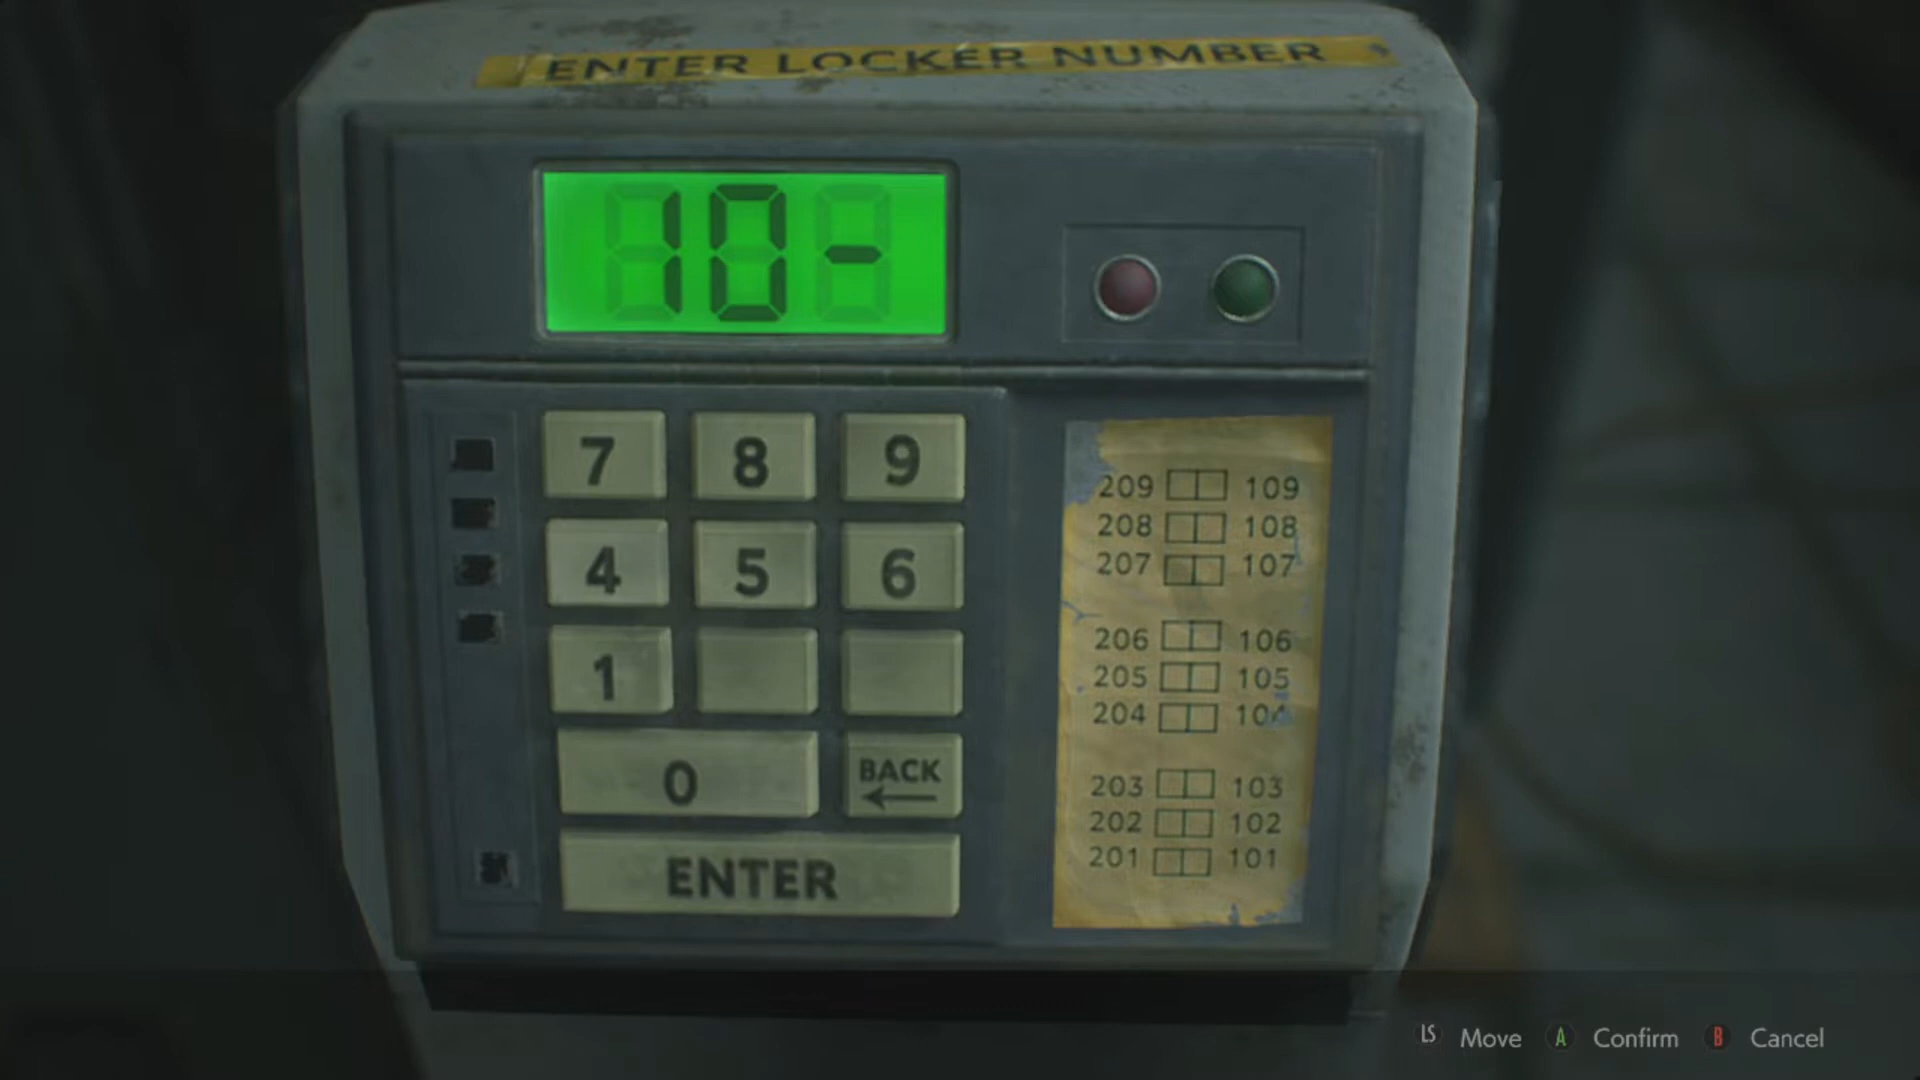 ENTER LOCKER NUMBER
10-
7 8 9
4 5 6
1
0 BACK
ENTER
209 109
208 108
207 107
206 106
205 105
204 104
203 103
202 102
201 101
LS Move A Confirm B Cancel